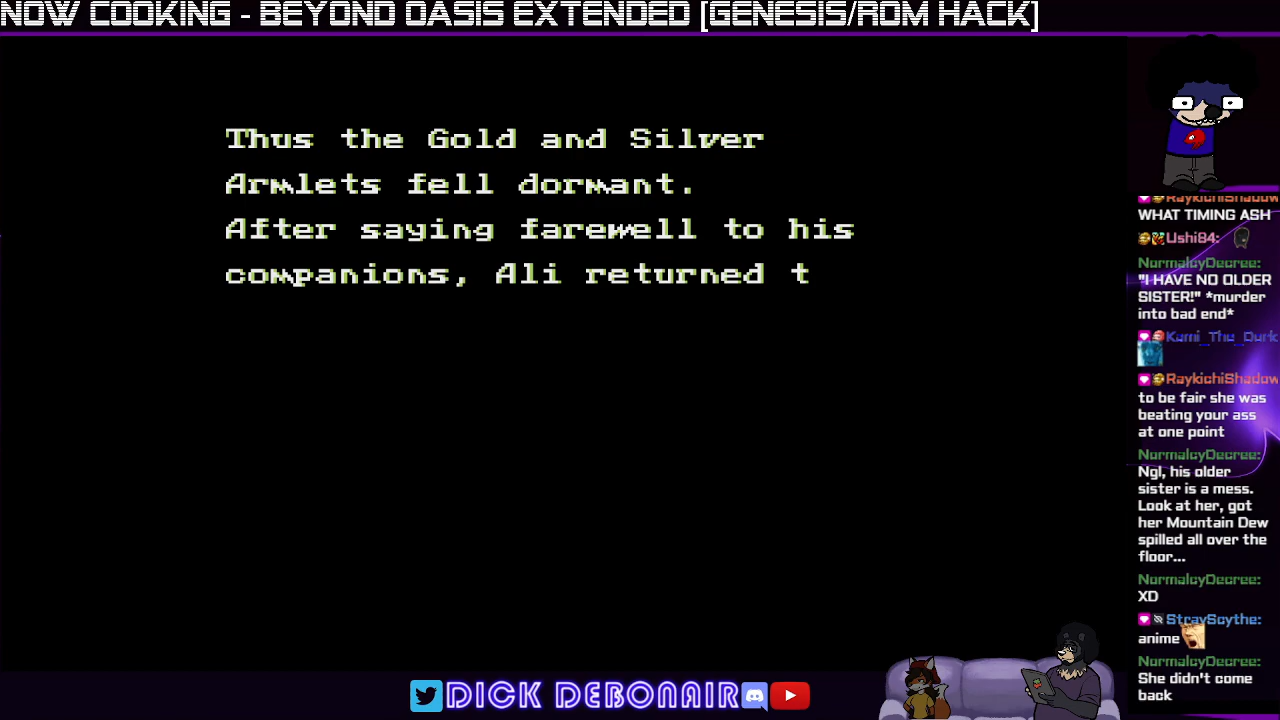 NOW COOKING - BEYOND OASIS EXTENDED [GENESIS/ROM HACK]
Thus the Gold and Silver
Armlets fell dormant.
After saying farewell to his
companions, Ali returned t
RaykichiShadow
WHAT TIMING ASH
Ushi84:
NormalcyDecree:
"I HAVE NO OLDER
SISTER!" *murder
into bad end*
Kami_The_Dark
RaykichiShadow
to be fair she was
beating your ass
at one point
NormalcyDecree:
Ngl, his older
sister is a mess.
Look at her, got
her Mountain Dew
spilled all over the
floor...
NormalcyDecree:
XD
StrayScythe:
anime
NormalcyDecree:
She didn't come
back
DICK DEBONAIR